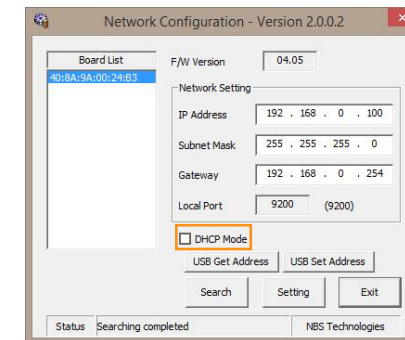 Network Configuration - Version 2.0.0.2
x
Board List
40:8A:9A:00:24:B3
F/W Version 04.05
Network Setting
IP Address 192 . 168 . 0 . 100
Subnet Mask 255 . 255 . 255 . 0
Gateway 192 . 168 . 0 . 254
Local Port 9200 (9200)
DHCP Mode
USB Get Address USB Set Address
Search Setting Exit
Status Searching completed NBS Technologies